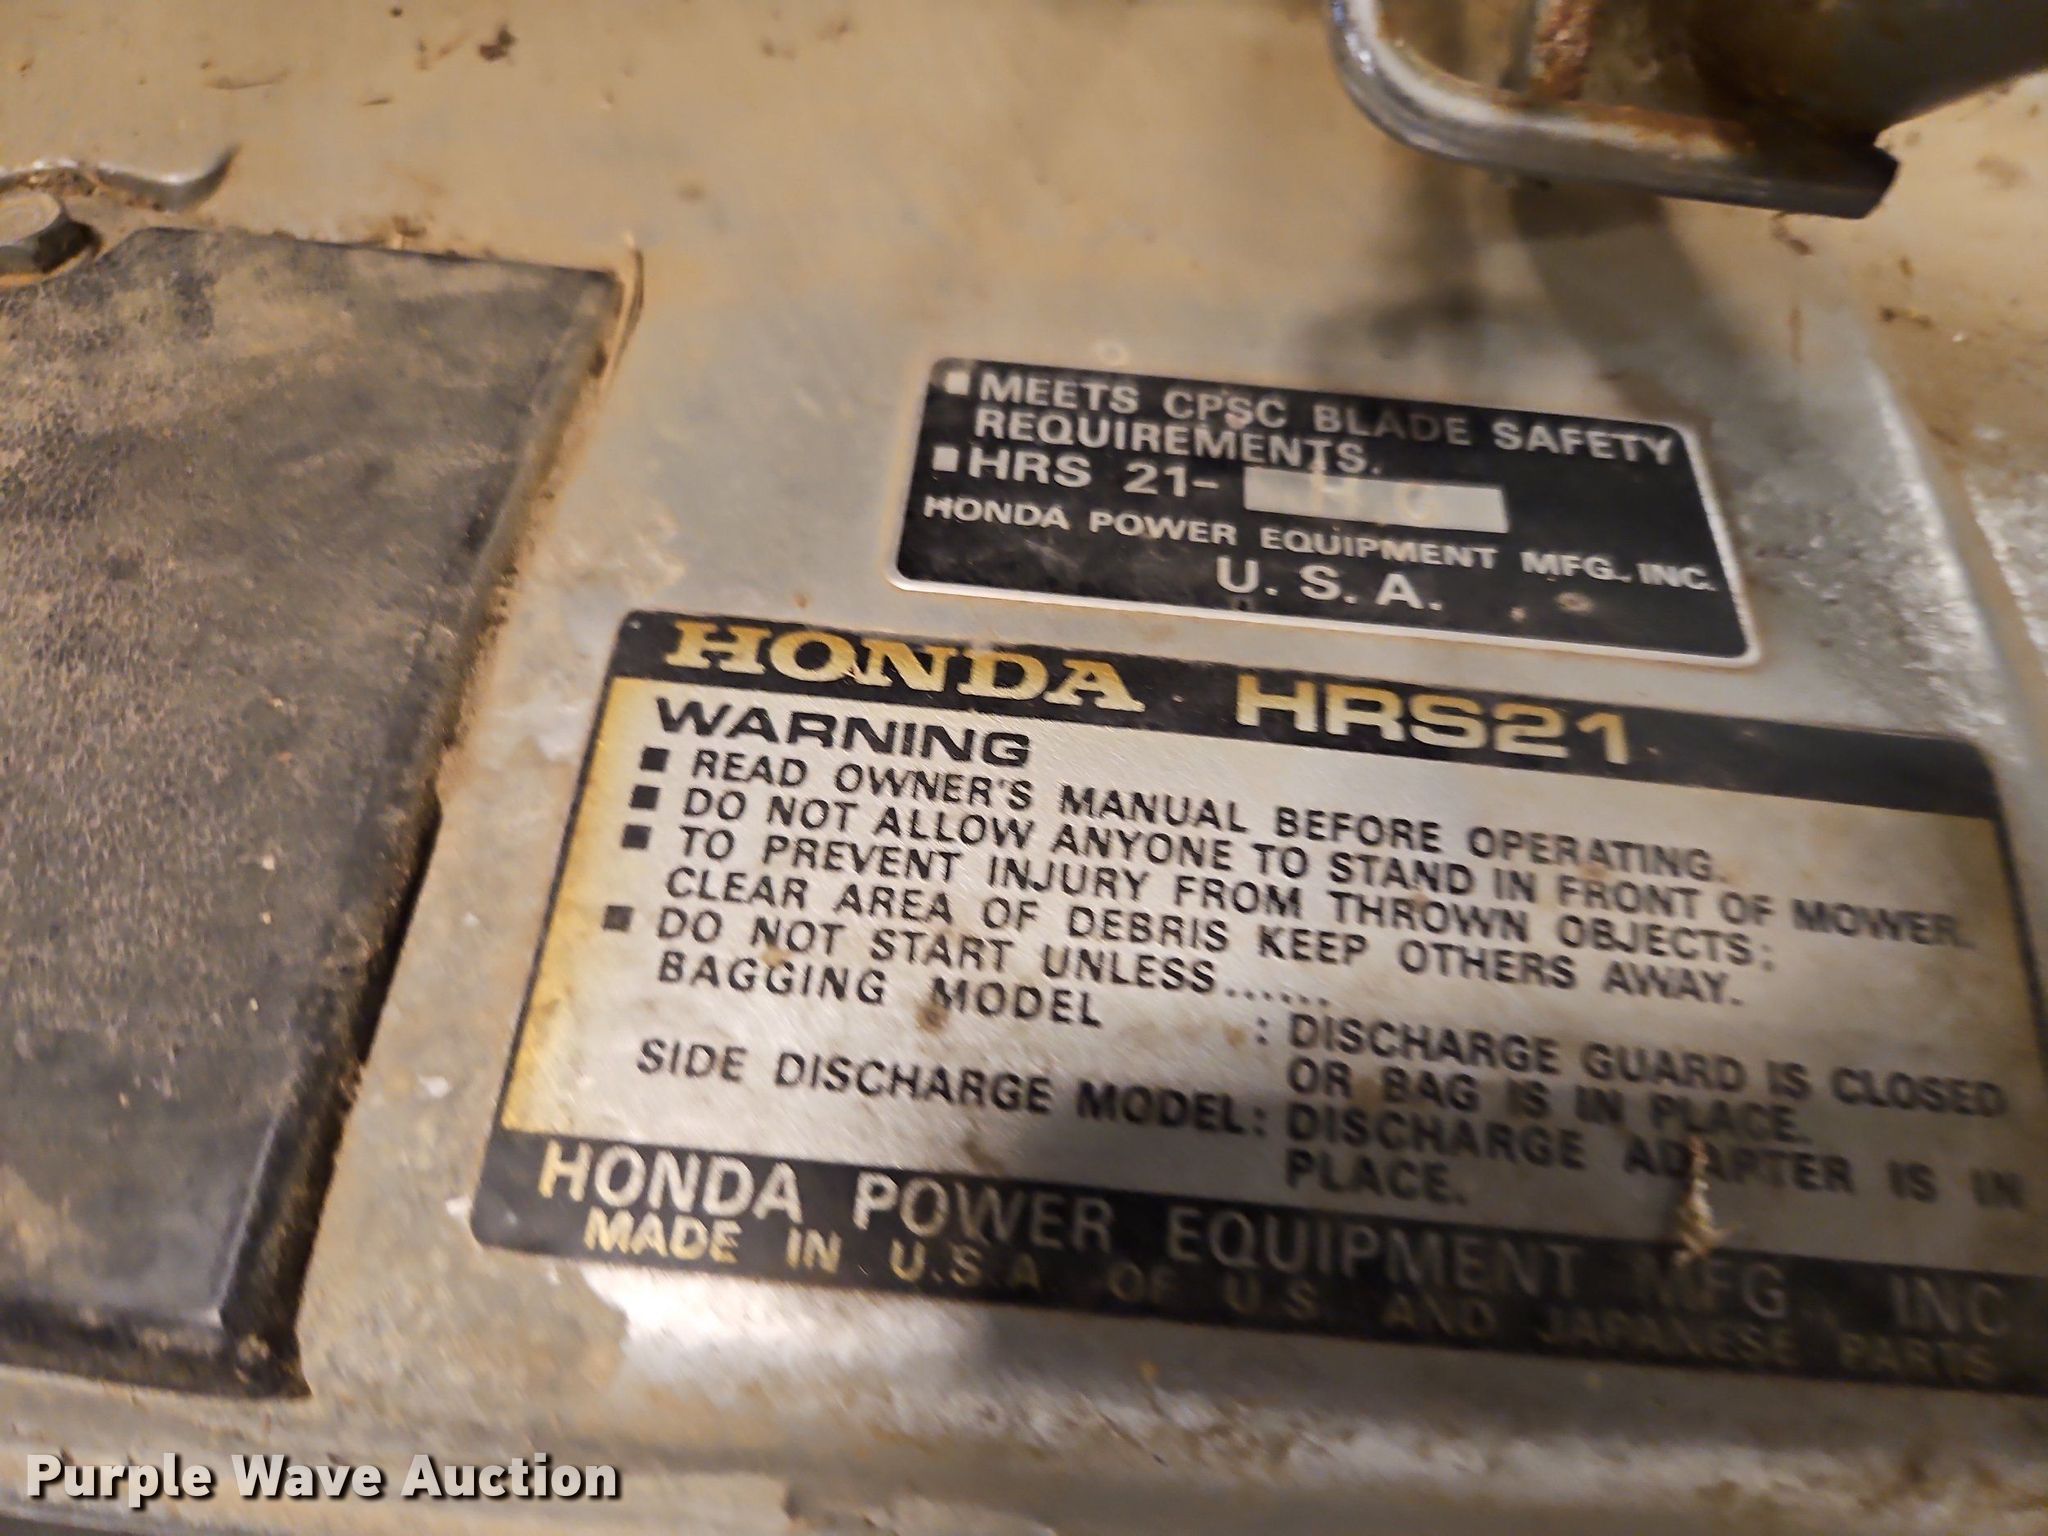 ■ MEETS CPSC BLADE SAFETY
REQUIREMENTS.
■ HRS 21-
HONDA POWER EQUIPMENT MFG., INC.
U. S. A.
HONDA HRS21
WARNING
■ READ OWNER'S MANUAL BEFORE OPERATING.
■ DO NOT ALLOW ANYONE TO STAND IN FRONT OF MOWER.
■ TO PREVENT INJURY FROM THROWN OBJECTS:
CLEAR AREA OF DEBRIS KEEP OTHERS AWAY.
■ DO NOT START UNLESS......
BAGGING MODEL : DISCHARGE GUARD IS CLOSED
OR BAG IS IN PLACE.
SIDE DISCHARGE MODEL: DISCHARGE ADAPTER IS IN
PLACE.
HONDA POWER EQUIPMENT MFG., INC
MADE IN U.S.A OF U.S. AND JAPANESE PARTS
Purple Wave Auction